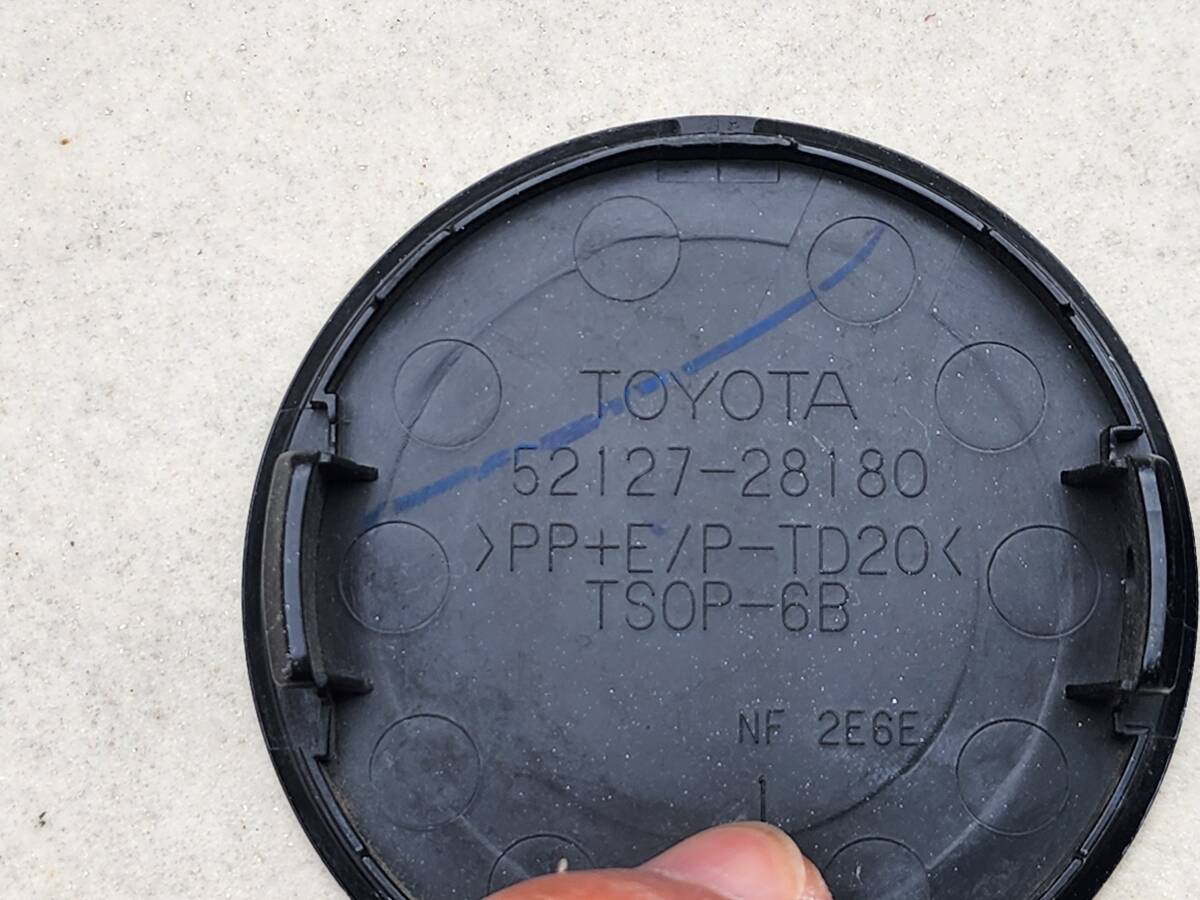 TOYOTA
52127-28180
>PP+E/P-TD20<
TSOP-6B
NF 2E6E